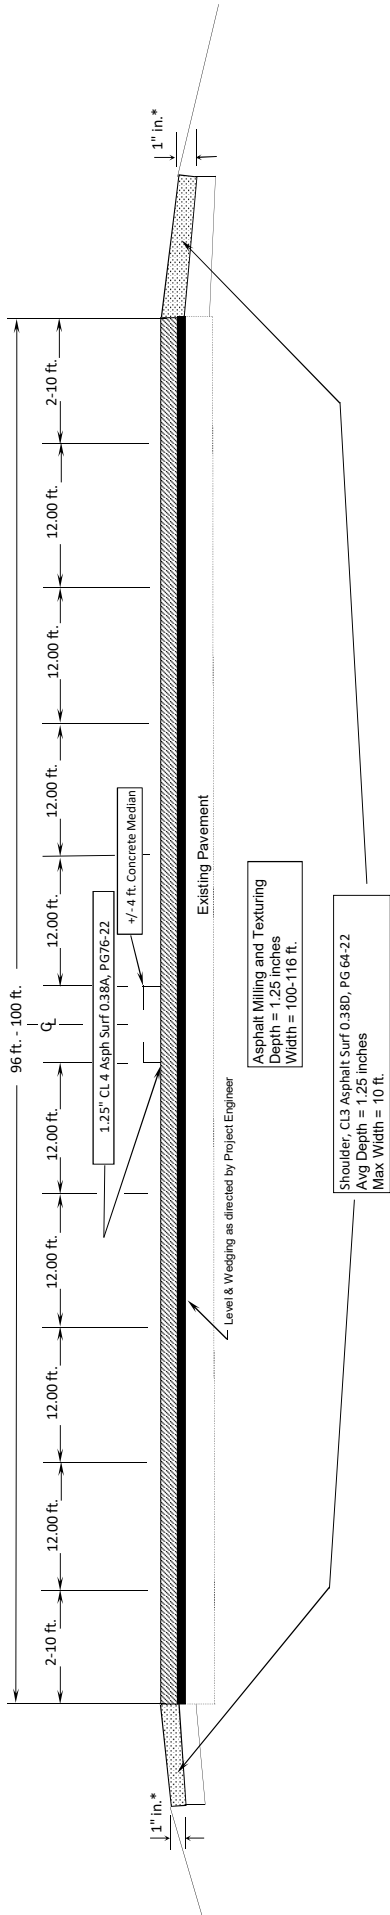 96 ft. - 100 ft.
CL
2-10 ft.
12.00 ft.
12.00 ft.
12.00 ft.
12.00 ft.
12.00 ft.
12.00 ft.
12.00 ft.
12.00 ft.
2-10 ft.
1.25" CL 4 Asph Surf 0.38A, PG76-22
+/- 4 ft. Concrete Median
1" in.*
1" in.*
Existing Pavement
Level & Wedging as directed by Project Engineer
Asphalt Milling and Texturing
Depth = 1.25 inches
Width = 100-116 ft.
Shoulder, CL3 Asphalt Surf 0.38D, PG 64-22
Avg Depth = 1.25 inches
Max Width = 10 ft.